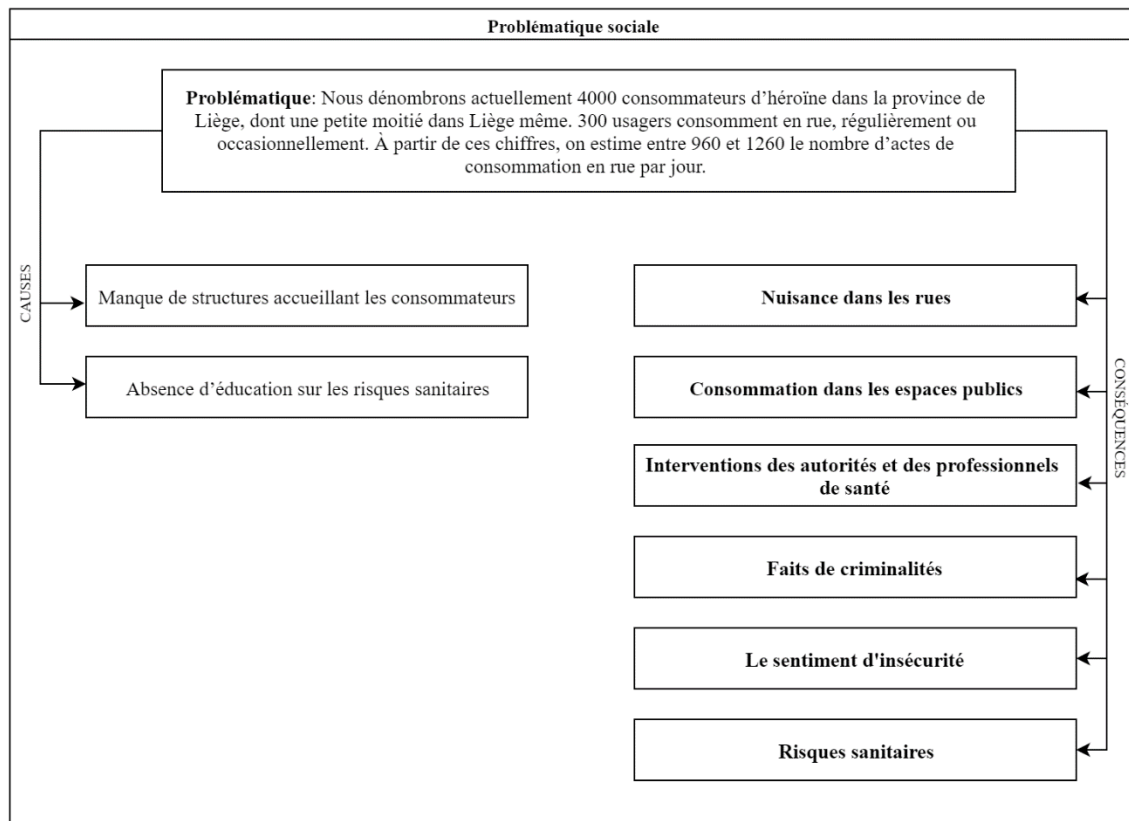 Problématique sociale
Problématique: Nous dénombrons actuellement 4000 consommateurs d’héroïne dans la province de
Liège, dont une petite moitié dans Liège même. 300 usagers consomment en rue, régulièrement ou
occasionnellement. À partir de ces chiffres, on estime entre 960 et 1260 le nombre d’actes de
consommation en rue par jour.
CAUSES
Manque de structures accueillant les consommateurs
Absence d’éducation sur les risques sanitaires
CONSÉQUENCES
Nuisance dans les rues
Consommation dans les espaces publics
Interventions des autorités et des professionnels
de santé
Faits de criminalités
Le sentiment d'insécurité
Risques sanitaires